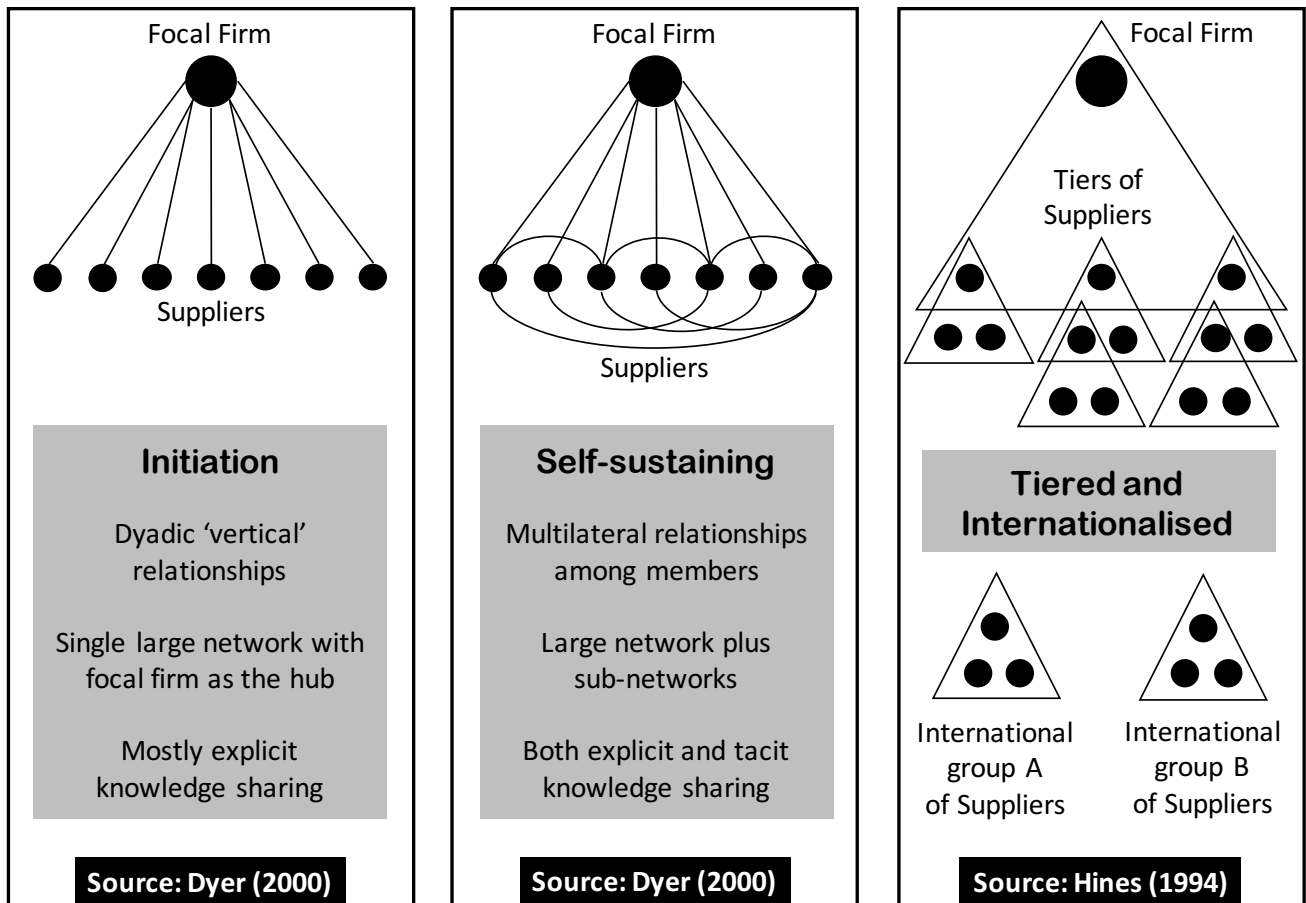 Focal Firm
Suppliers
Initiation
Dyadic ‘vertical’
relationships
Single large network with
focal firm as the hub
Mostly explicit
knowledge sharing
Source: Dyer (2000)
Focal Firm
Suppliers
Self-sustaining
Multilateral relationships
among members
Large network plus
sub-networks
Both explicit and tacit
knowledge sharing
Source: Dyer (2000)
Focal Firm
Tiers of
Suppliers
Tiered and
Internationalised
International
group A
of Suppliers
International
group B
of Suppliers
Source: Hines (1994)